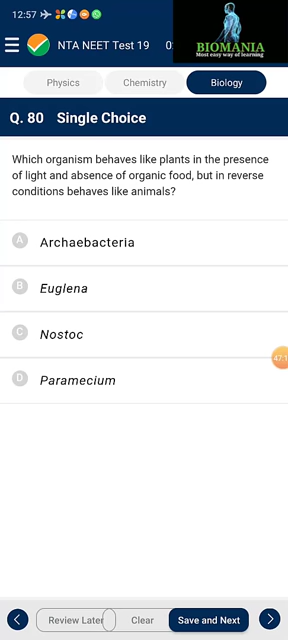 12:57
NTA NEET Test 19
BIOMANIA
Most easy way of learning
Physics
Chemistry
Biology
Q. 80 Single Choice
Which organism behaves like plants in the presence
of light and absence of organic food, but in reverse
conditions behaves like animals?
A Archaebacteria
B Euglena
C Nostoc
D Paramecium
47:1
Review Later
Clear
Save and Next